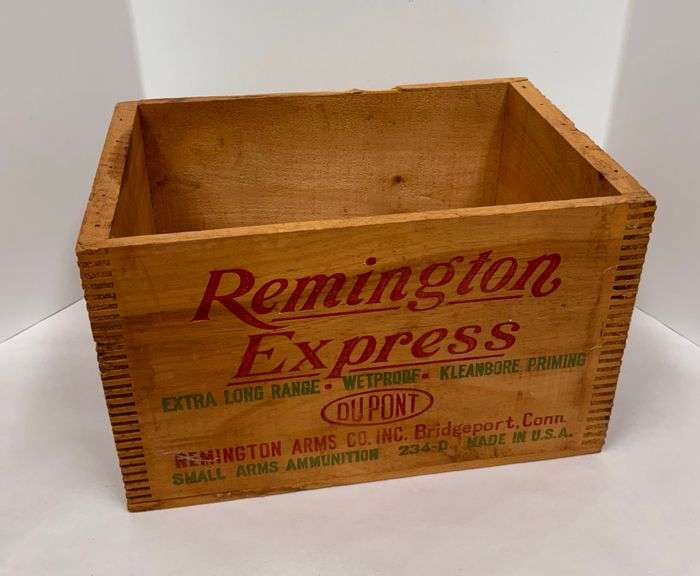 Remington
Express
EXTRA LONG RANGE · WETPROOF · KLEANBORE PRIMING
DU PONT
REMINGTON ARMS CO. INC. Bridgeport, Conn.
SMALL ARMS AMMUNITION 234-D MADE IN U.S.A.